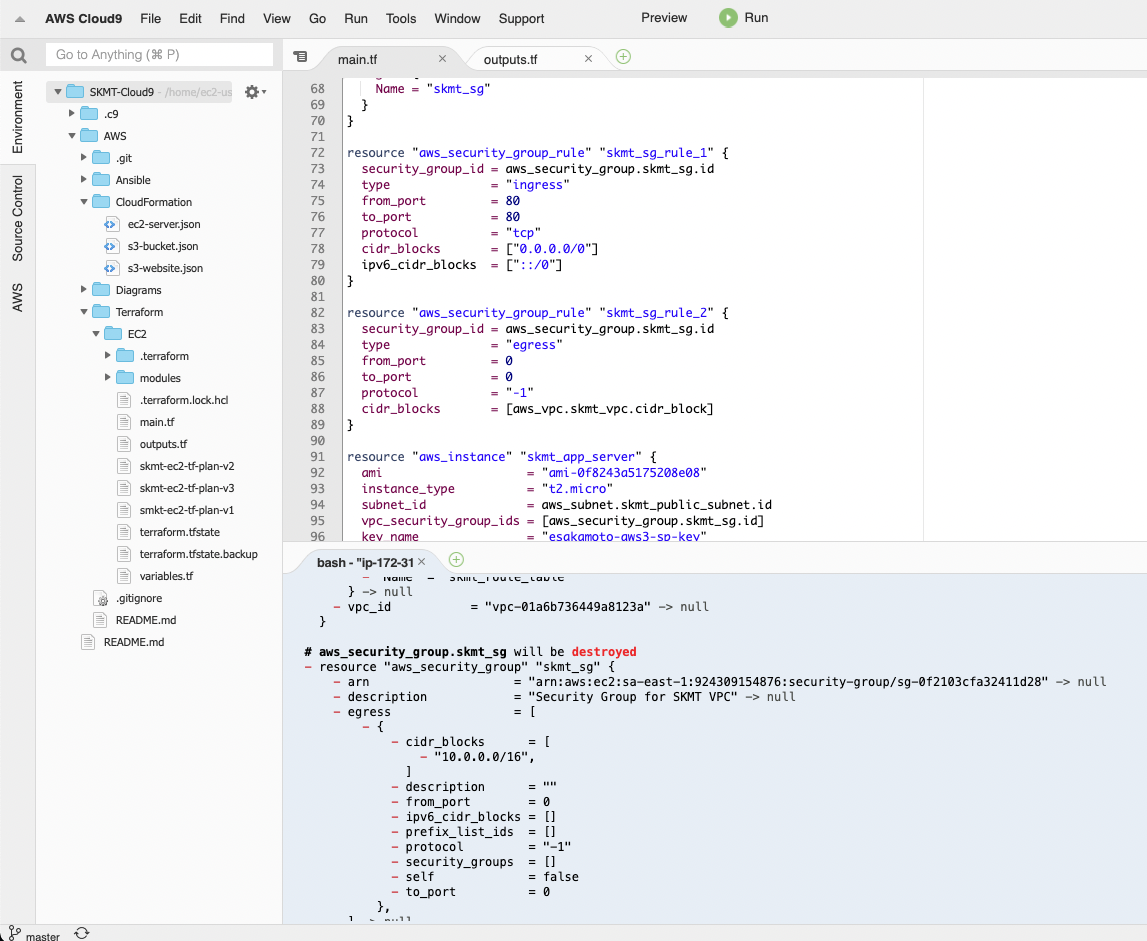 AWS Cloud9 File Edit Find View Go Run Tools Window Support Preview Run
Go to Anything (⌘ P)
main.tf
outputs.tf
Environment
Source Control
AWS
SKMT-Cloud9 - /home/ec2-us
.c9
AWS
.git
Ansible
CloudFormation
ec2-server.json
s3-bucket.json
s3-website.json
Diagrams
Terraform
EC2
.terraform
modules
.terraform.lock.hcl
main.tf
outputs.tf
skmt-ec2-tf-plan-v2
skmt-ec2-tf-plan-v3
smkt-ec2-tf-plan-v1
terraform.tfstate
terraform.tfstate.backup
variables.tf
.gitignore
README.md
README.md
68     Name = "skmt_sg"
69   }
70 }
71
72 resource "aws_security_group_rule" "skmt_sg_rule_1" {
73   security_group_id = aws_security_group.skmt_sg.id
74   type              = "ingress"
75   from_port         = 80
76   to_port           = 80
77   protocol          = "tcp"
78   cidr_blocks       = ["0.0.0.0/0"]
79   ipv6_cidr_blocks  = ["::/0"]
80 }
81
82 resource "aws_security_group_rule" "skmt_sg_rule_2" {
83   security_group_id = aws_security_group.skmt_sg.id
84   type              = "egress"
85   from_port         = 0
86   to_port           = 0
87   protocol          = "-1"
88   cidr_blocks       = [aws_vpc.skmt_vpc.cidr_block]
89 }
90
91 resource "aws_instance" "skmt_app_server" {
92   ami                    = "ami-0f8243a5175208e08"
93   instance_type          = "t2.micro"
94   subnet_id              = aws_subnet.skmt_public_subnet.id
95   vpc_security_group_ids = [aws_security_group.skmt_sg.id]
96   key_name               = "esakamoto-aws3-sp-key"
bash - "ip-172-31
- "Name" = "skmt_route_table"
} -> null
- vpc_id           = "vpc-01a6b736449a8123a" -> null
}
# aws_security_group.skmt_sg will be destroyed
- resource "aws_security_group" "skmt_sg" {
- arn                    = "arn:aws:ec2:sa-east-1:924309154876:security-group/sg-0f2103cfa32411d28" -> null
- description            = "Security Group for SKMT VPC" -> null
- egress                 = [
- {
- cidr_blocks      = [
- "10.0.0.0/16",
]
- description      = ""
- from_port        = 0
- ipv6_cidr_blocks = []
- prefix_list_ids  = []
- protocol         = "-1"
- security_groups  = []
- self             = false
- to_port          = 0
},
] -> null
master